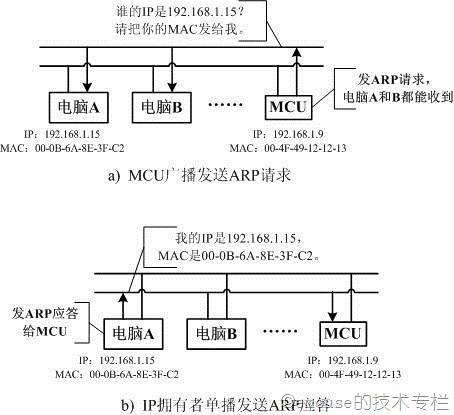 谁的IP是192.168.1.15?
请把你的MAC发给我。
发ARP请求,
电脑A和B都能收到
电脑A
电脑B
……
MCU
IP: 192.168.1.15
MAC: 00-0B-6A-8E-3F-C2
IP: 192.168.1.9
MAC: 00-4F-49-12-12-13
a) MCU广播发送ARP请求
我的IP是192.168.1.15,
MAC是00-0B-6A-8E-3F-C2。
发ARP应答
给MCU
电脑A
电脑B
……
MCU
IP: 192.168.1.15
MAC: 00-0B-6A-8E-3F-C2
IP: 192.168.1.9
MAC: 00-4F-49-12-12-13
b) IP拥有者单播发送ARP应答
的技术专栏